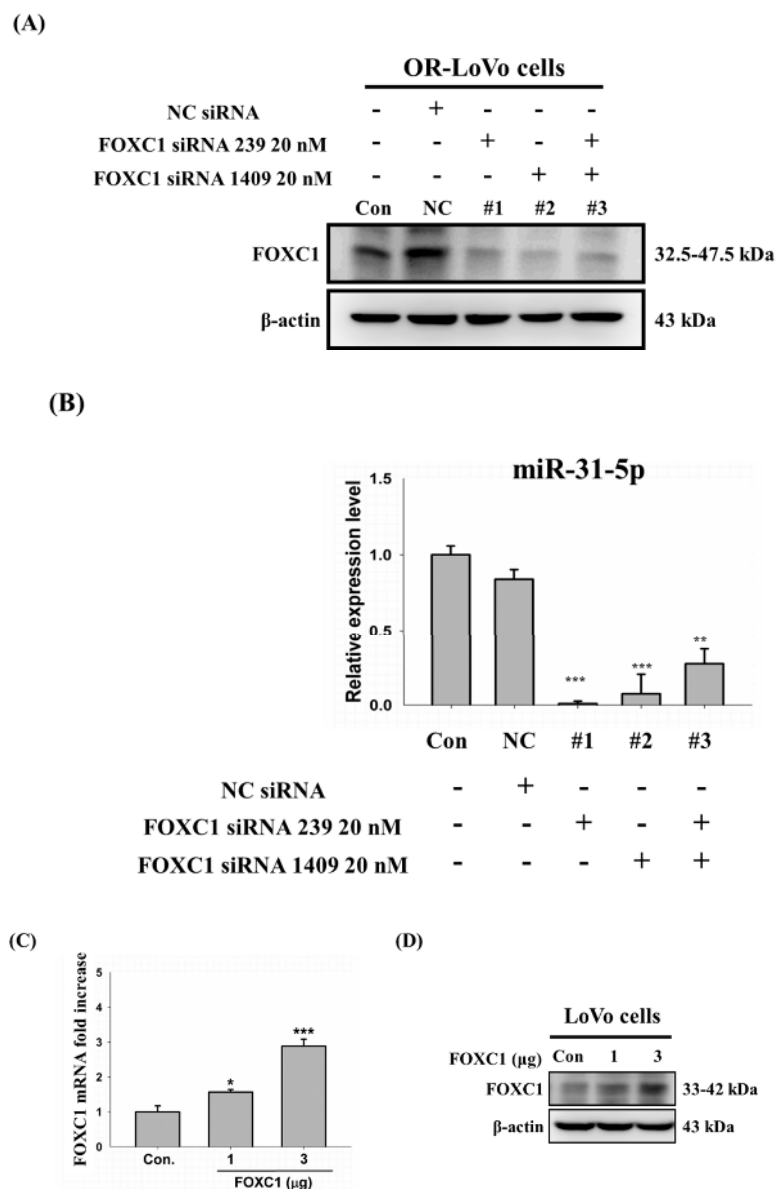 (A)
OR-LoVo cells
NC siRNA - + - - -
FOXC1 siRNA 239 20 nM - - + - +
FOXC1 siRNA 1409 20 nM - - - + +
Con NC #1 #2 #3
FOXC1 32.5-47.5 kDa
β-actin 43 kDa
(B)
miR-31-5p
Relative expression level
1.5
1.0
0.5
0.0
*** *** **
Con NC #1 #2 #3
NC siRNA - + - - -
FOXC1 siRNA 239 20 nM - - + - +
FOXC1 siRNA 1409 20 nM - - - + +
(C)
FOXC1 mRNA fold increase
5
4
3
2
1
0
* ***
Con. 1 3
FOXC1 (μg)
(D)
LoVo cells
FOXC1 (μg) Con 1 3
FOXC1 33-42 kDa
β-actin 43 kDa